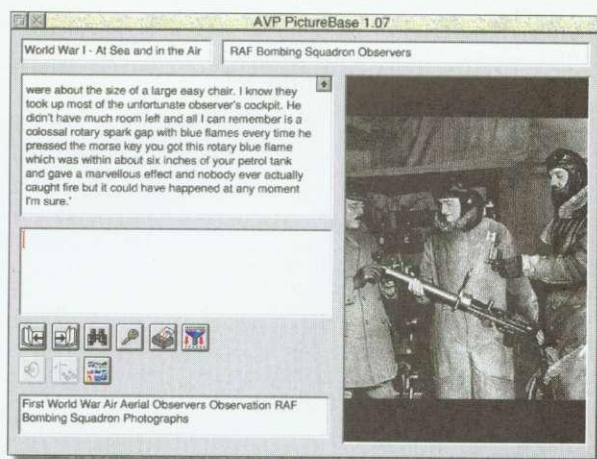 AVP PictureBase 1.07
World War I - At Sea and in the Air
RAF Bombing Squadron Observers
were about the size of a large easy chair. I know they
took up most of the unfortunate observer's cockpit. He
didn't have much room left and all I can remember is a
colossal rotary spark gap with blue flames every time he
pressed the morse key you got this rotary blue flame
which was within about six inches of your petrol tank
and gave a marvellous effect and nobody ever actually
caught fire but it could have happened at any moment
I'm sure.'
First World War Air Aerial Observers Observation RAF
Bombing Squadron Photographs